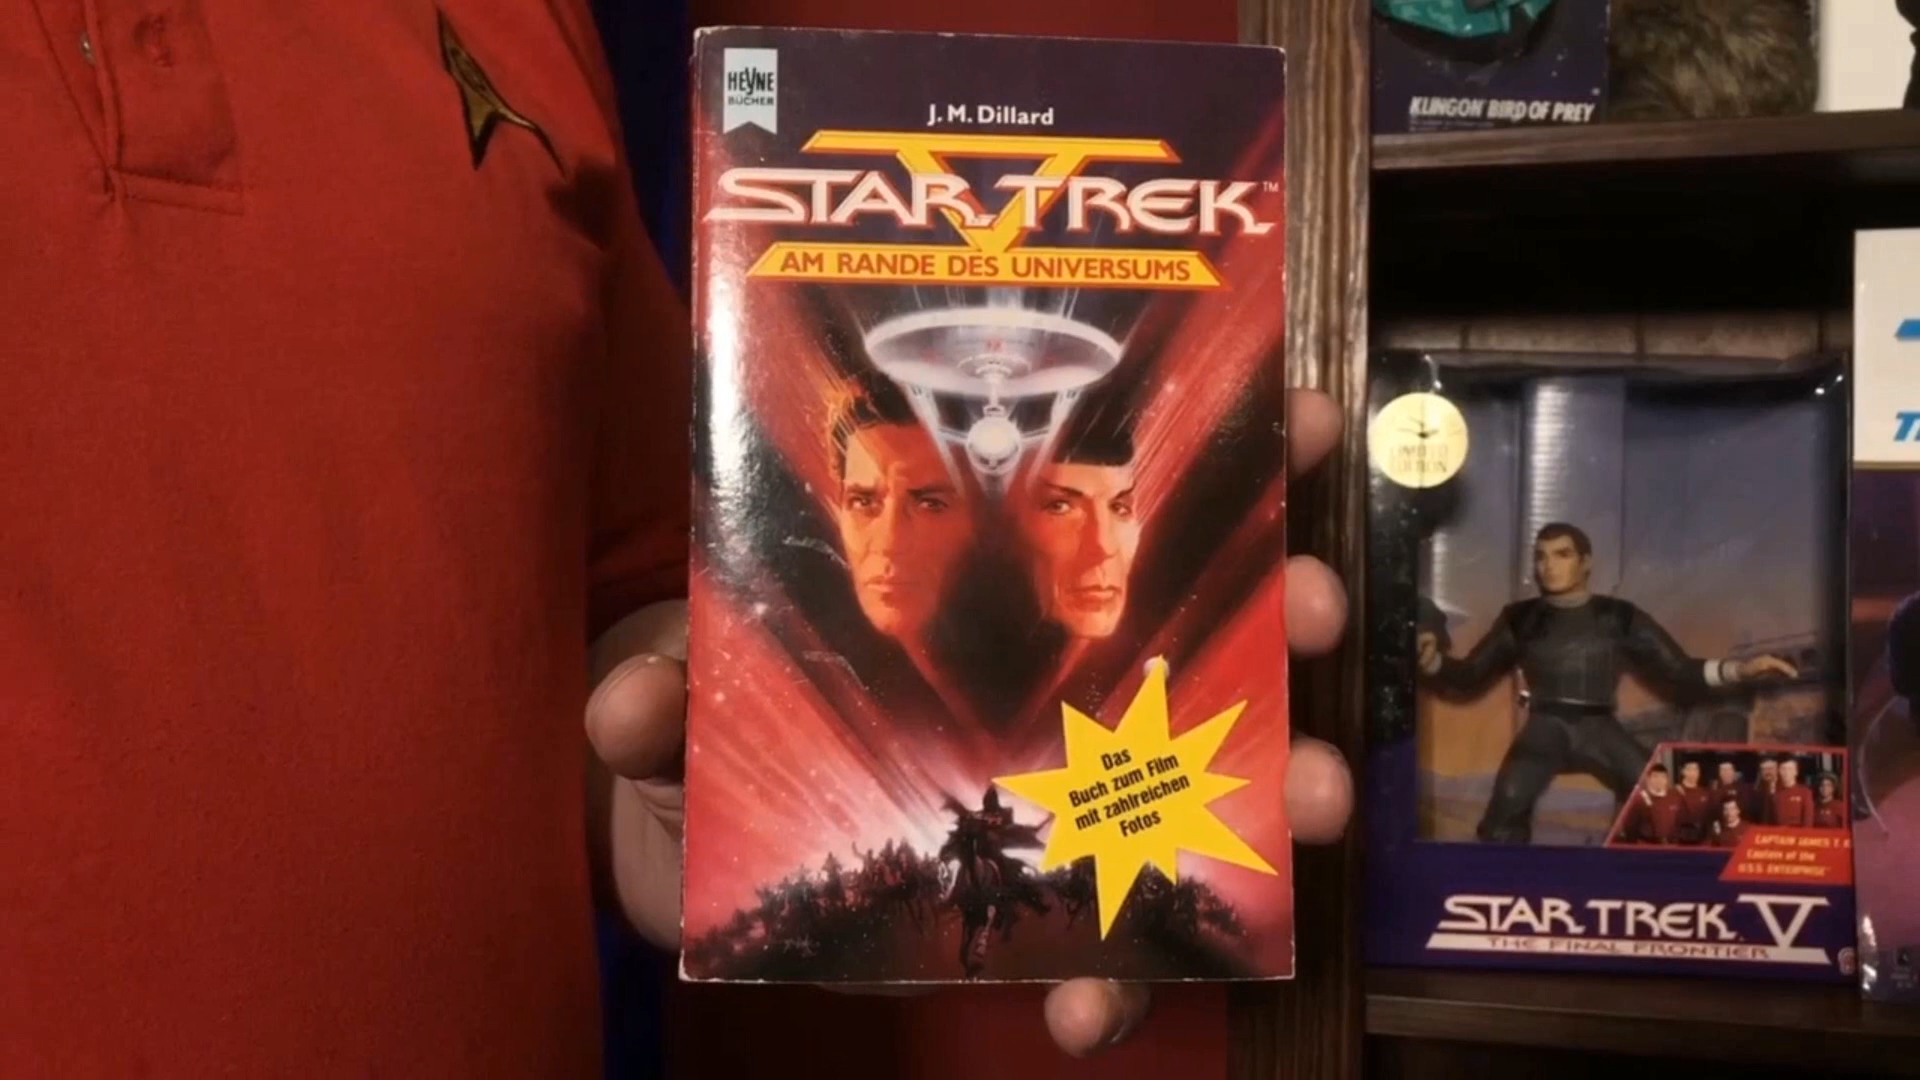 HEYNE
BÜCHER
J. M. Dillard
V
STAR TREK™
AM RANDE DES UNIVERSUMS
Das
Buch zum Film
mit zahlreichen
Fotos
KLINGON BIRD OF PREY
LIMITED
EDITION
CAPTAIN JAMES T. K
Captain of the
U.S.S. ENTERPRISE
STAR TREK V
THE FINAL FRONTIER